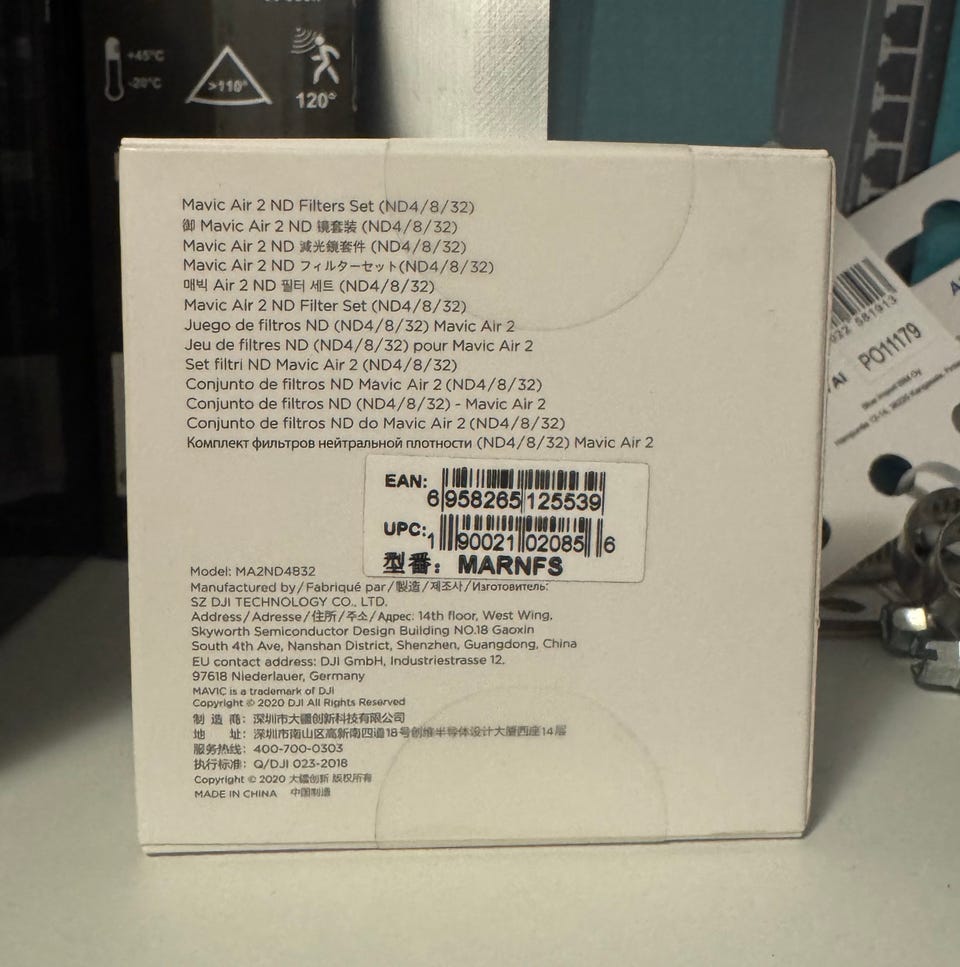 +45°C
-20°C
>110°
120°
Mavic Air 2 ND Filters Set (ND4/8/32)
御 Mavic Air 2 ND 镜套装 (ND4/8/32)
Mavic Air 2 ND 減光鏡套件 (ND4/8/32)
Mavic Air 2 ND フィルターセット(ND4/8/32)
매빅 Air 2 ND 필터 세트 (ND4/8/32)
Mavic Air 2 ND Filter Set (ND4/8/32)
Juego de filtros ND (ND4/8/32) Mavic Air 2
Jeu de filtres ND (ND4/8/32) pour Mavic Air 2
Set filtri ND Mavic Air 2 (ND4/8/32)
Conjunto de filtros ND Mavic Air 2 (ND4/8/32)
Conjunto de filtros ND (ND4/8/32) - Mavic Air 2
Conjunto de filtros ND do Mavic Air 2 (ND4/8/32)
Комплект фильтров нейтральной плотности (ND4/8/32) Mavic Air 2
EAN: 6 958265 125539
UPC: 1 90021 02085 6
型番: MARNFS
Model: MA2ND4832
Manufactured by/Fabriqué par/製造/제조사/Изготовитель:
SZ DJI TECHNOLOGY CO., LTD.
Address/Adresse/住所/주소/Адрес: 14th floor, West Wing,
Skyworth Semiconductor Design Building NO.18 Gaoxin
South 4th Ave, Nanshan District, Shenzhen, Guangdong, China
EU contact address: DJI GmbH, Industriestrasse 12.
97618 Niederlauer, Germany
MAVIC is a trademark of DJI
Copyright © 2020 DJI All Rights Reserved
制 造 商: 深圳市大疆创新科技有限公司
地 址: 深圳市南山区高新南四道18号创维半导体设计大厦西座14层
服务热线: 400-700-0303
执行标准: Q/DJI 023-2018
Copyright © 2020 大疆创新 版权所有
MADE IN CHINA 中国制造
922 581913
AI PO11179